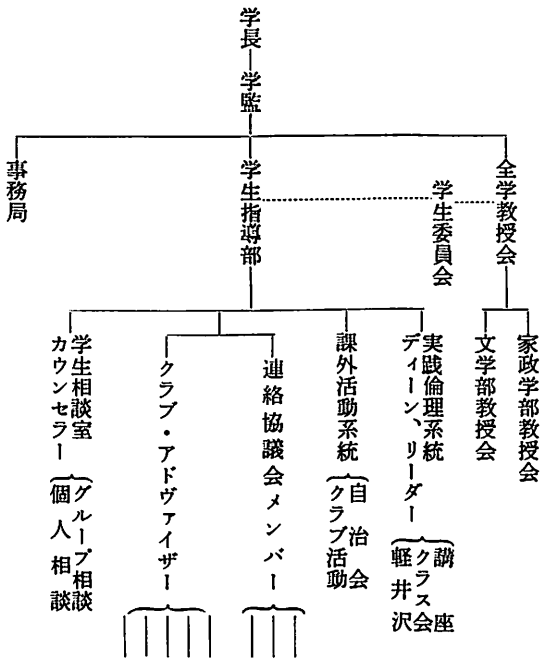 学長
学監
全学教授会
学生委員会
学生指導部
事務局
家政学部教授会
文学部教授会
実践倫理系統
ディーン、リーダー
講座
クラス会
軽井沢
課外活動系統
自治会
クラブ活動
連絡協議会メンバー
クラブ・アドヴァイザー
学生相談室
カウンセラー
グループ相談
個人相談